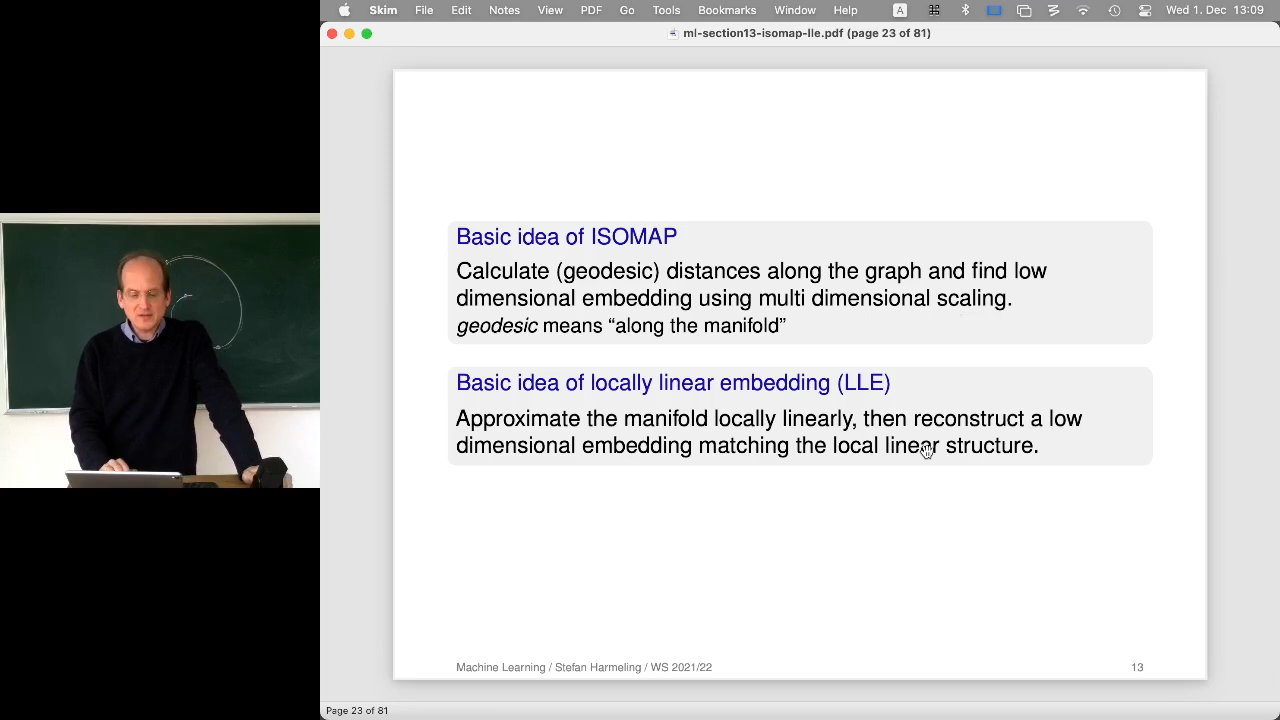 Skim File Edit Notes View PDF Go Tools Bookmarks Window Help A Wed 1. Dec 13:09
ml-section13-isomap-lle.pdf (page 23 of 81)
Basic idea of ISOMAP
Calculate (geodesic) distances along the graph and find low
dimensional embedding using multi dimensional scaling.
geodesic means “along the manifold”
Basic idea of locally linear embedding (LLE)
Approximate the manifold locally linearly, then reconstruct a low
dimensional embedding matching the local linear structure.
Machine Learning / Stefan Harmeling / WS 2021/22 13
Page 23 of 81